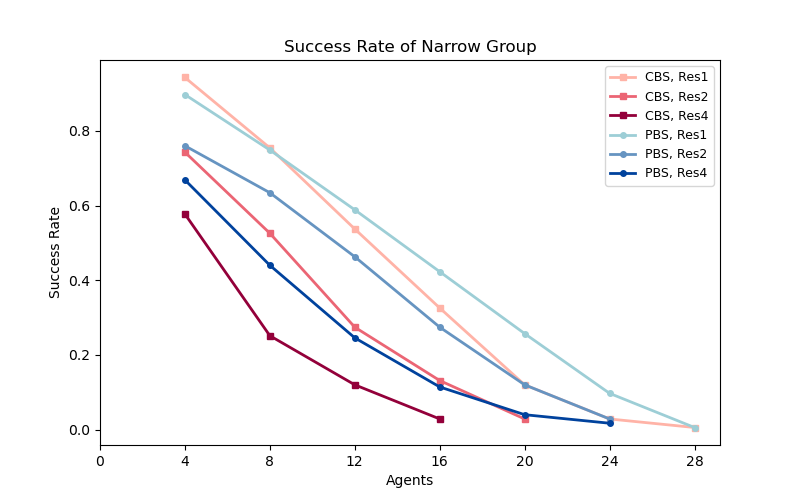 Success Rate of Narrow Group
CBS, Res1
CBS, Res2
CBS, Res4
PBS, Res1
PBS, Res2
PBS, Res4
Success Rate
0.8
0.6
0.4
0.2
0.0
0 4 8 12 16 20 24 28
Agents